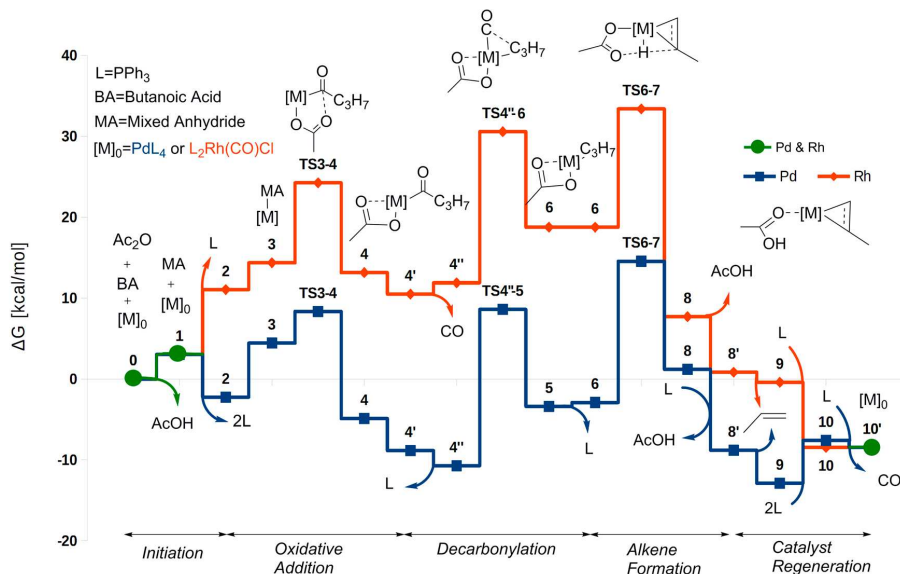 ΔG [kcal/mol]
40
30
20
10
0
-10
-20
L=PPh₃
BA=Butanoic Acid
MA=Mixed Anhydride
[M]₀=PdL₄ or L₂Rh(CO)Cl
Pd & Rh
Pd
Rh
Ac₂O
+
BA
+
[M]₀
MA
+
[M]₀
0
1
AcOH
L
2
2
2L
MA
[M]
3
3
[M]
O
C₃H₇
O
O
TS3-4
TS3-4
4
4
O
[M]
O
O
C₃H₇
4'
4'
L
4''
4''
CO
O
C
O
[M]
C₃H₇
O
TS4''-6
TS4''-5
5
L
O
[M]
C₃H₇
O
6
6
6
O
[M]
O
H
TS6-7
TS6-7
O
[M]
OH
8
8
AcOH
L
AcOH
8'
8'
9
9
L
2L
L
10
10
[M]₀
10'
CO
Initiation
Oxidative
Addition
Decarbonylation
Alkene
Formation
Catalyst
Regeneration